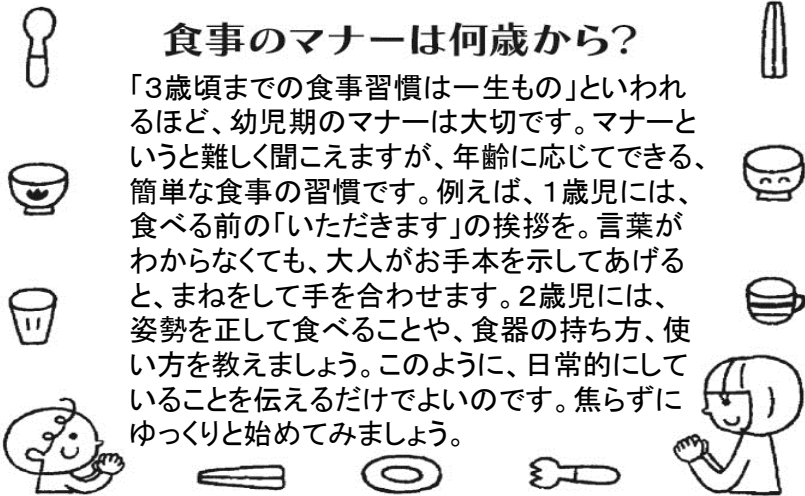 食事のマナーは何歳から?
「3歳頃までの食事習慣は一生もの」といわれ
るほど、幼児期のマナーは大切です。マナーと
いうと難しく聞こえますが、年齢に応じてできる、
簡単な食事の習慣です。例えば、1歳児には、
食べる前の「いただきます」の挨拶を。言葉が
わからなくても、大人がお手本を示してあげる
と、まねをして手を合わせます。2歳児には、
姿勢を正して食べることや、食器の持ち方、使
い方を教えましょう。このように、日常的にして
いることを伝えるだけでよいのです。焦らずに
ゆっくりと始めてみましょう。